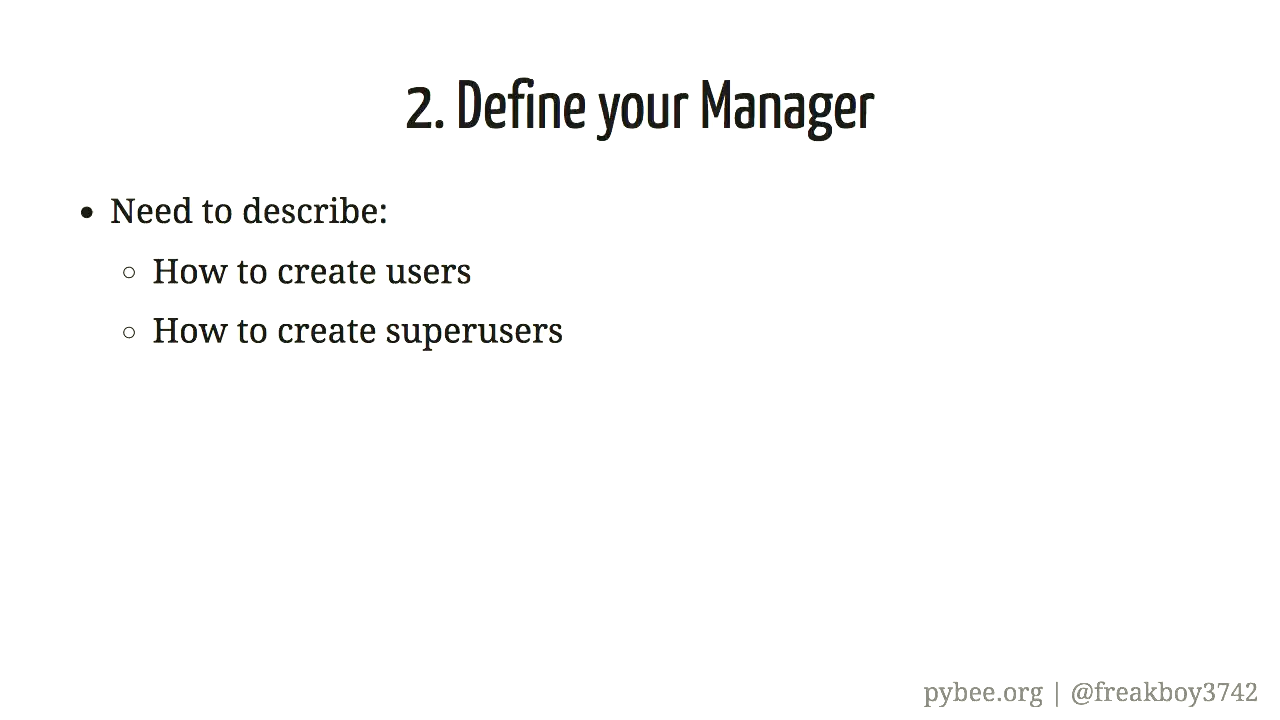 2. Define your Manager
• Need to describe:
○ How to create users
○ How to create superusers
pybee.org | @freakboy3742